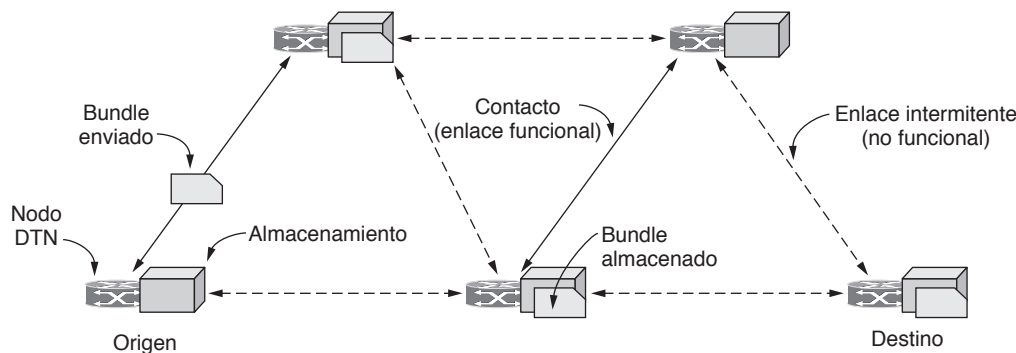 Bundle
enviado
Contacto
(enlace funcional)
Enlace intermitente
(no funcional)
Nodo
DTN
Almacenamiento
Bundle
almacenado
Origen
Destino